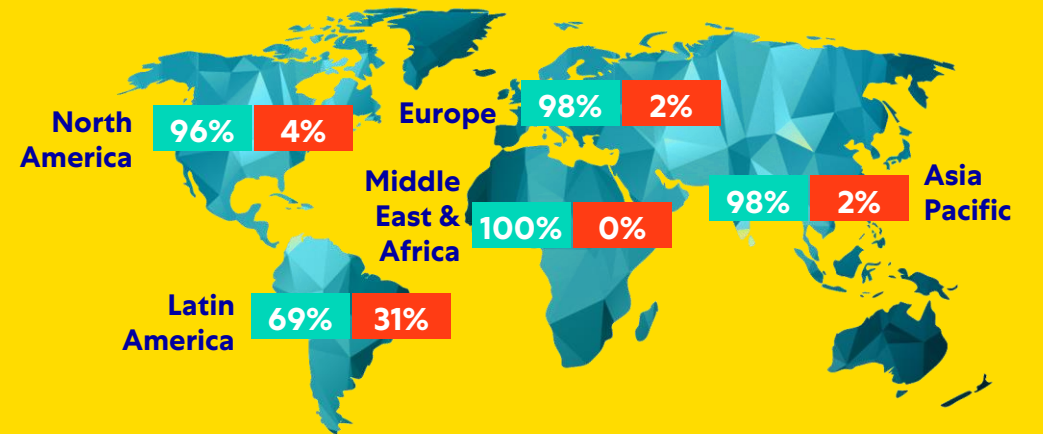 North
America
96% 4%
Europe
98% 2%
Middle
East &
Africa
100% 0%
Asia
Pacific
98% 2%
Latin
America
69% 31%